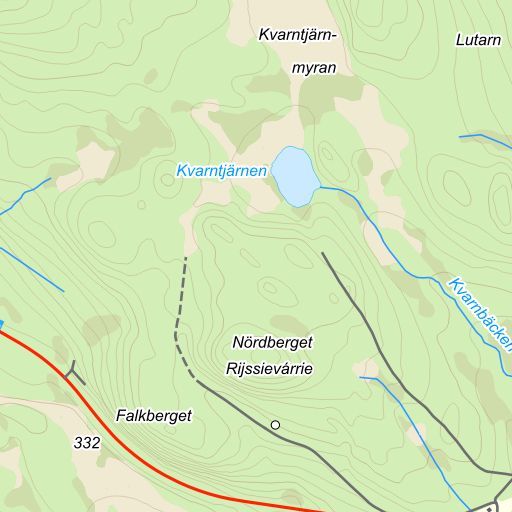 Kvarntjärn-
myran
Lutarn
Kvarntjärnen
Kvarnbäcken
Nördberget
Rijssievárrie
Falkberget
332